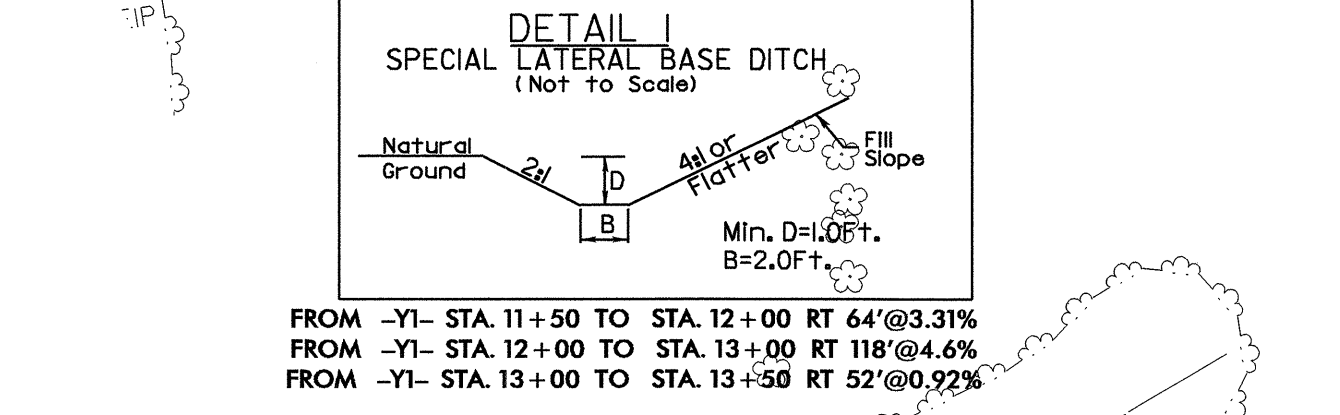 EIP
DETAIL 1
SPECIAL LATERAL BASE DITCH
(Not to Scale)
Natural
Ground
2:1
D
B
4:1 or
Flatter
Fill
Slope
Min. D=1.0Ft.
B=2.0Ft.
FROM -Y1- STA. 11+50 TO STA. 12+00 RT 64'@3.31%
FROM -Y1- STA. 12+00 TO STA. 13+00 RT 118'@4.6%
FROM -Y1- STA. 13+00 TO STA. 13+50 RT 52'@0.92%